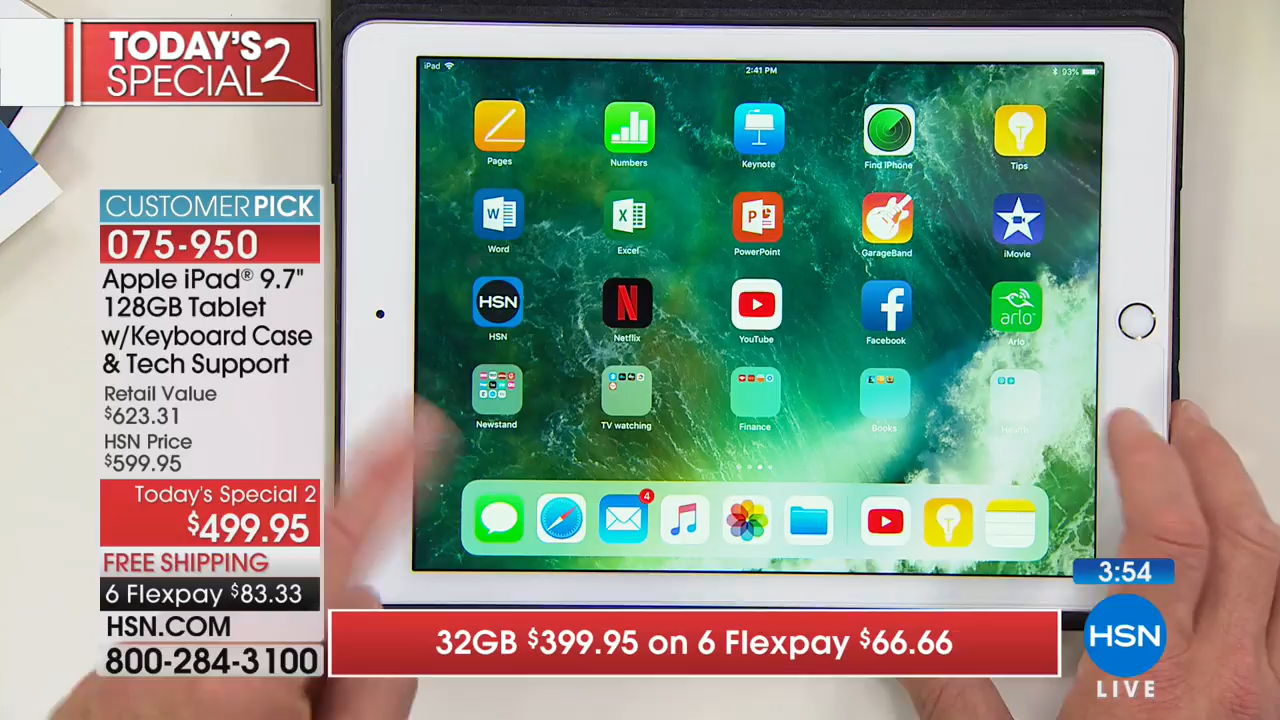 TODAY'S
SPECIAL 2
CUSTOMER PICK
075-950
Apple iPad® 9.7"
128GB Tablet
w/Keyboard Case
& Tech Support
Retail Value
$623.31
HSN Price
$599.95
Today's Special 2
$499.95
FREE SHIPPING
6 Flexpay $83.33
HSN.COM
800-284-3100
iPad
2:41 PM
93%
Pages
Numbers
Keynote
Find iPhone
Tips
W
X
P
Word
Excel
PowerPoint
GarageBand
iMovie
HSN
N
f
arlo
HSN
Netflix
YouTube
Facebook
Arlo
Newsstand
TV watching
Finance
Books
Health
4
32GB $399.95 on 6 Flexpay $66.66
3:54
HSN
LIVE